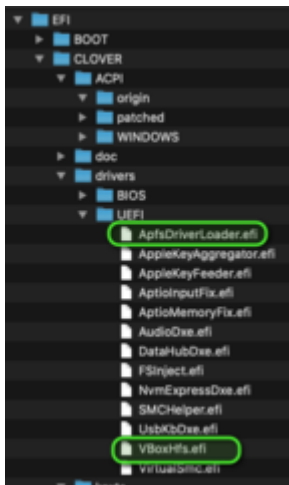 EFI
BOOT
CLOVER
ACPI
origin
patched
WINDOWS
doc
drivers
BIOS
UEFI
ApfsDriverLoader.efi
AppleKeyAggregator.efi
AppleKeyFeeder.efi
AptioInputFix.efi
AptioMemoryFix.efi
AudioDxe.efi
DataHubDxe.efi
FSInject.efi
NvmExpressDxe.efi
SMCHelper.efi
UsbKbDxe.efi
VBoxHfs.efi
VirtualSmc.efi